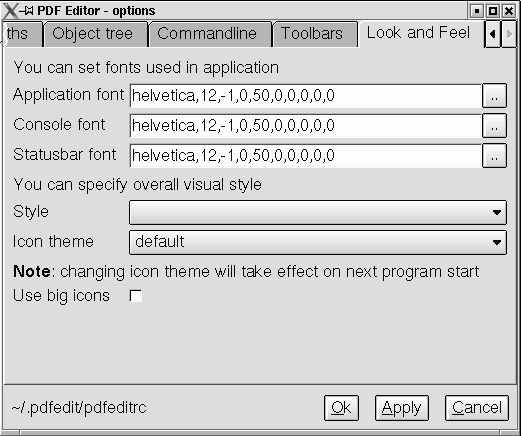 PDF Editor - options
ths Object tree Commandline Toolbars Look and Feel
You can set fonts used in application
Application font helvetica,12,-1,0,50,0,0,0,0,0 ..
Console font helvetica,12,-1,0,50,0,0,0,0,0 ..
Statusbar font helvetica,12,-1,0,50,0,0,0,0,0 ..
You can specify overall visual style
Style
Icon theme default
Note: changing icon theme will take effect on next program start
Use big icons
~/.pdfedit/pdfeditrc Ok Apply Cancel